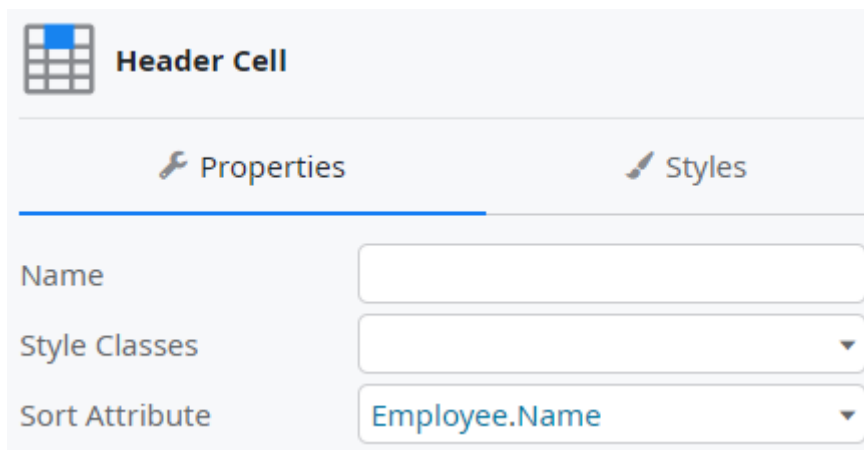 Header Cell
Properties Styles
Name
Style Classes
Sort Attribute Employee.Name